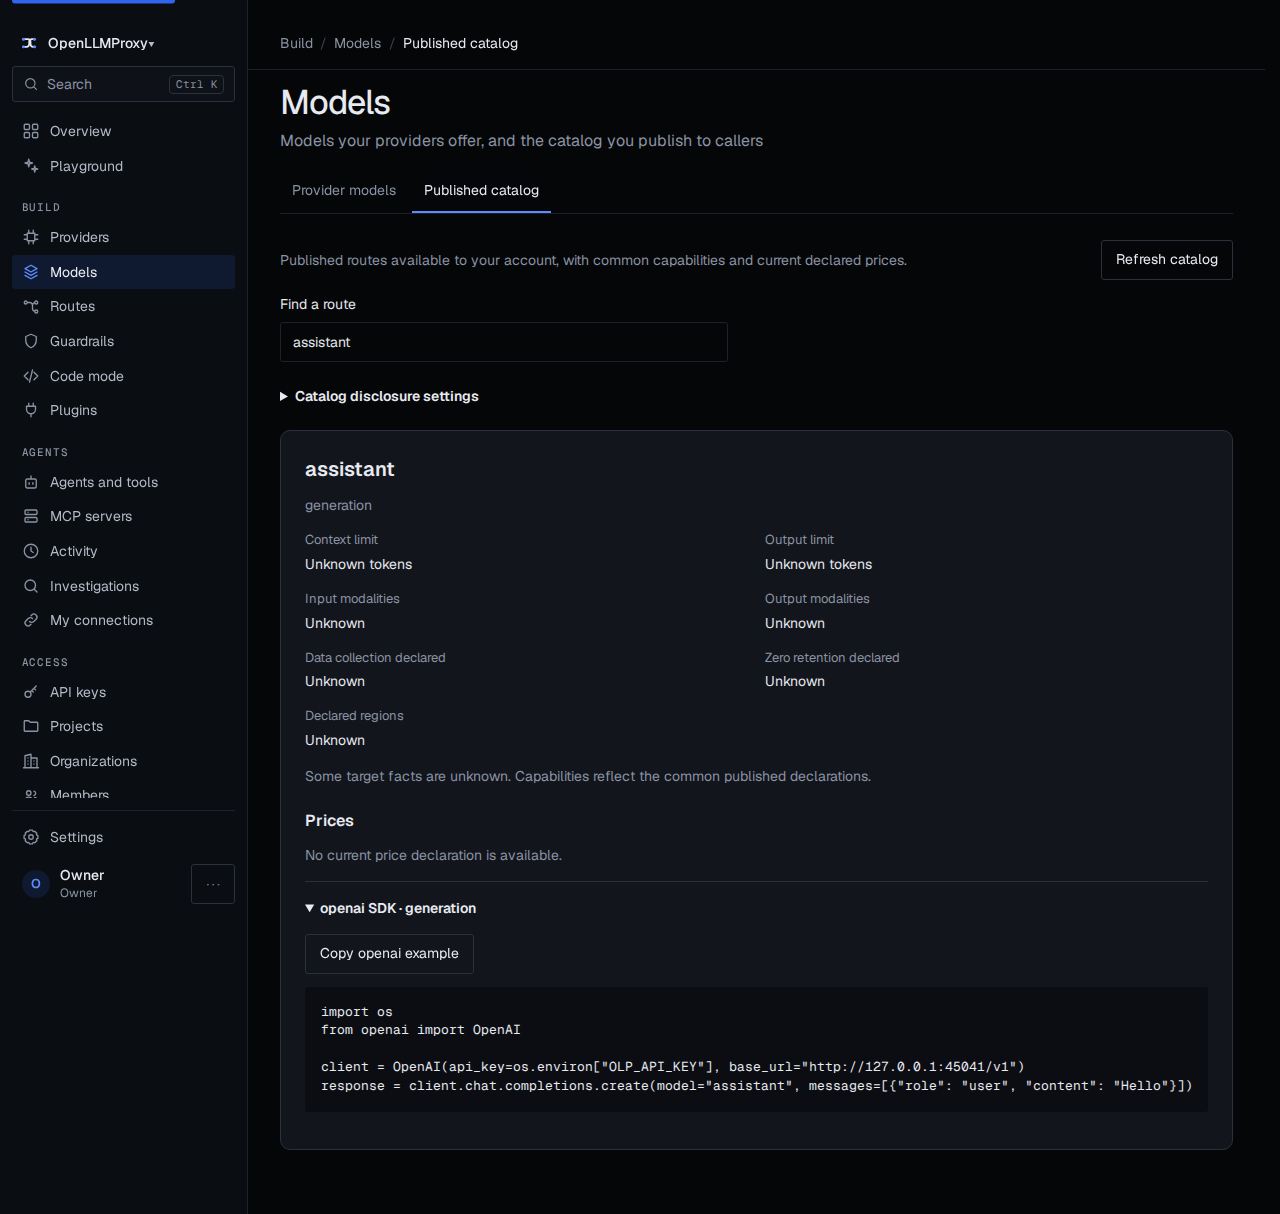 OpenLLMProxy
Search
Ctrl K
Overview
Playground
BUILD
Providers
Models
Routes
Guardrails
Code mode
Plugins
AGENTS
Agents and tools
MCP servers
Activity
Investigations
My connections
ACCESS
API keys
Projects
Organizations
Members
Settings
O
Owner
Owner
...
Build / Models / Published catalog
Models
Models your providers offer, and the catalog you publish to callers
Provider models
Published catalog
Published routes available to your account, with common capabilities and current declared prices.
Refresh catalog
Find a route
assistant
Catalog disclosure settings
assistant
generation
Context limit
Unknown tokens
Output limit
Unknown tokens
Input modalities
Unknown
Output modalities
Unknown
Data collection declared
Unknown
Zero retention declared
Unknown
Declared regions
Unknown
Some target facts are unknown. Capabilities reflect the common published declarations.
Prices
No current price declaration is available.
openai SDK · generation
Copy openai example
import os
from openai import OpenAI
client = OpenAI(api_key=os.environ["OLP_API_KEY"], base_url="http://127.0.0.1:45041/v1")
response = client.chat.completions.create(model="assistant", messages=[{"role": "user", "content": "Hello"}])